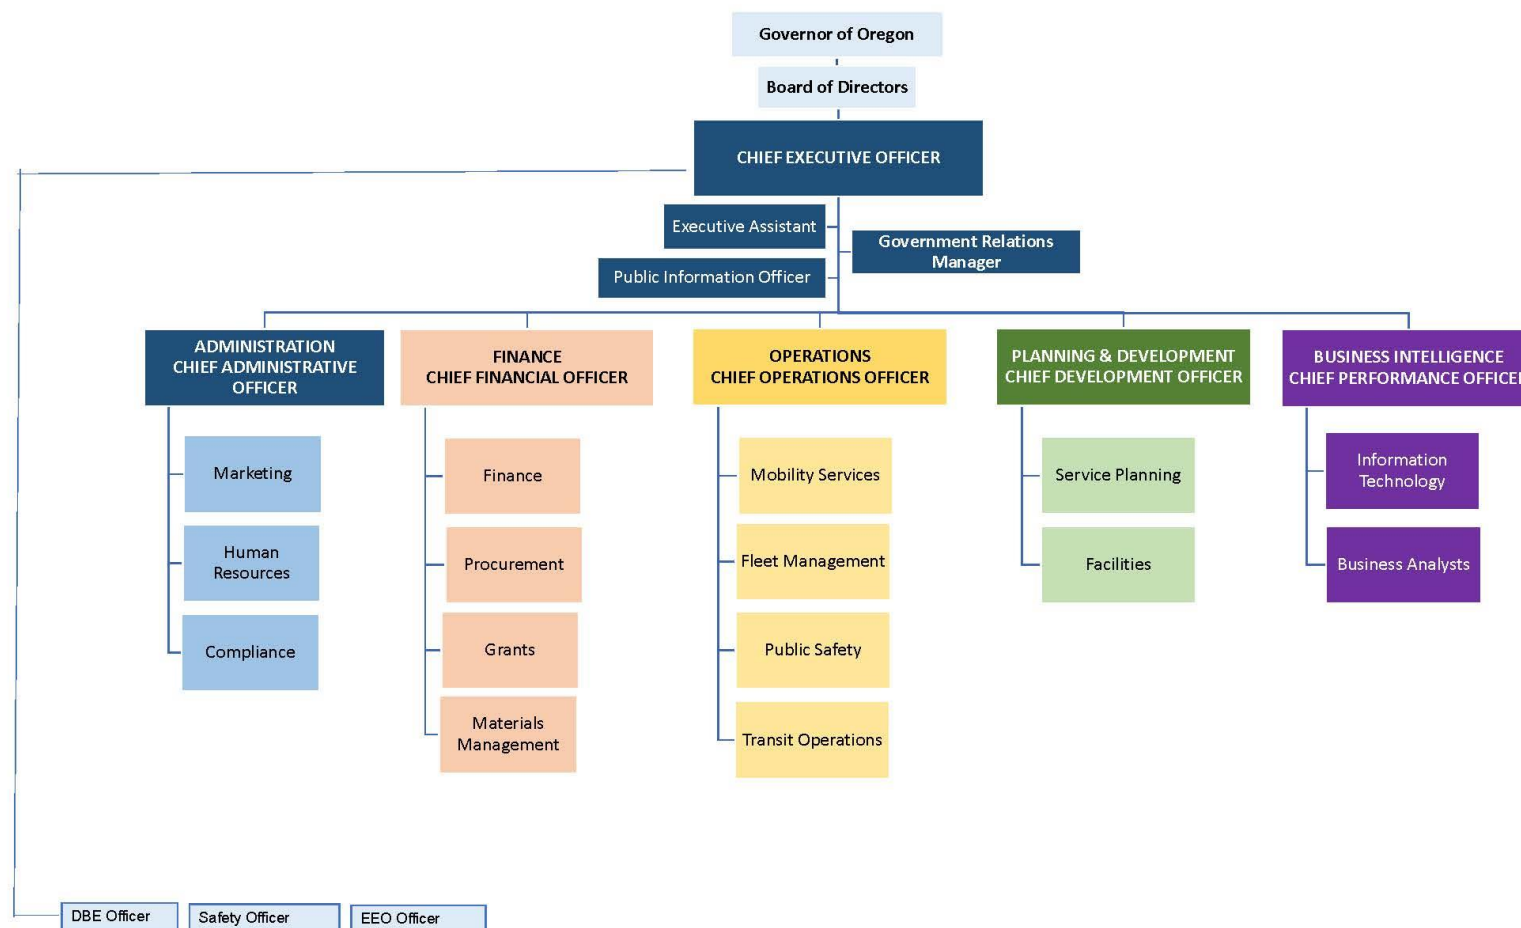 Governor of Oregon
Board of Directors
CHIEF EXECUTIVE OFFICER
Executive Assistant
Government Relations
Manager
Public Information Officer
ADMINISTRATION
CHIEF ADMINISTRATIVE
OFFICER
FINANCE
CHIEF FINANCIAL OFFICER
OPERATIONS
CHIEF OPERATIONS OFFICER
PLANNING & DEVELOPMENT
CHIEF DEVELOPMENT OFFICER
BUSINESS INTELLIGENCE
CHIEF PERFORMANCE OFFICER
Marketing
Human
Resources
Compliance
Finance
Procurement
Grants
Materials
Management
Mobility Services
Fleet Management
Public Safety
Transit Operations
Service Planning
Facilities
Information
Technology
Business Analysts
DBE Officer
Safety Officer
EEO Officer